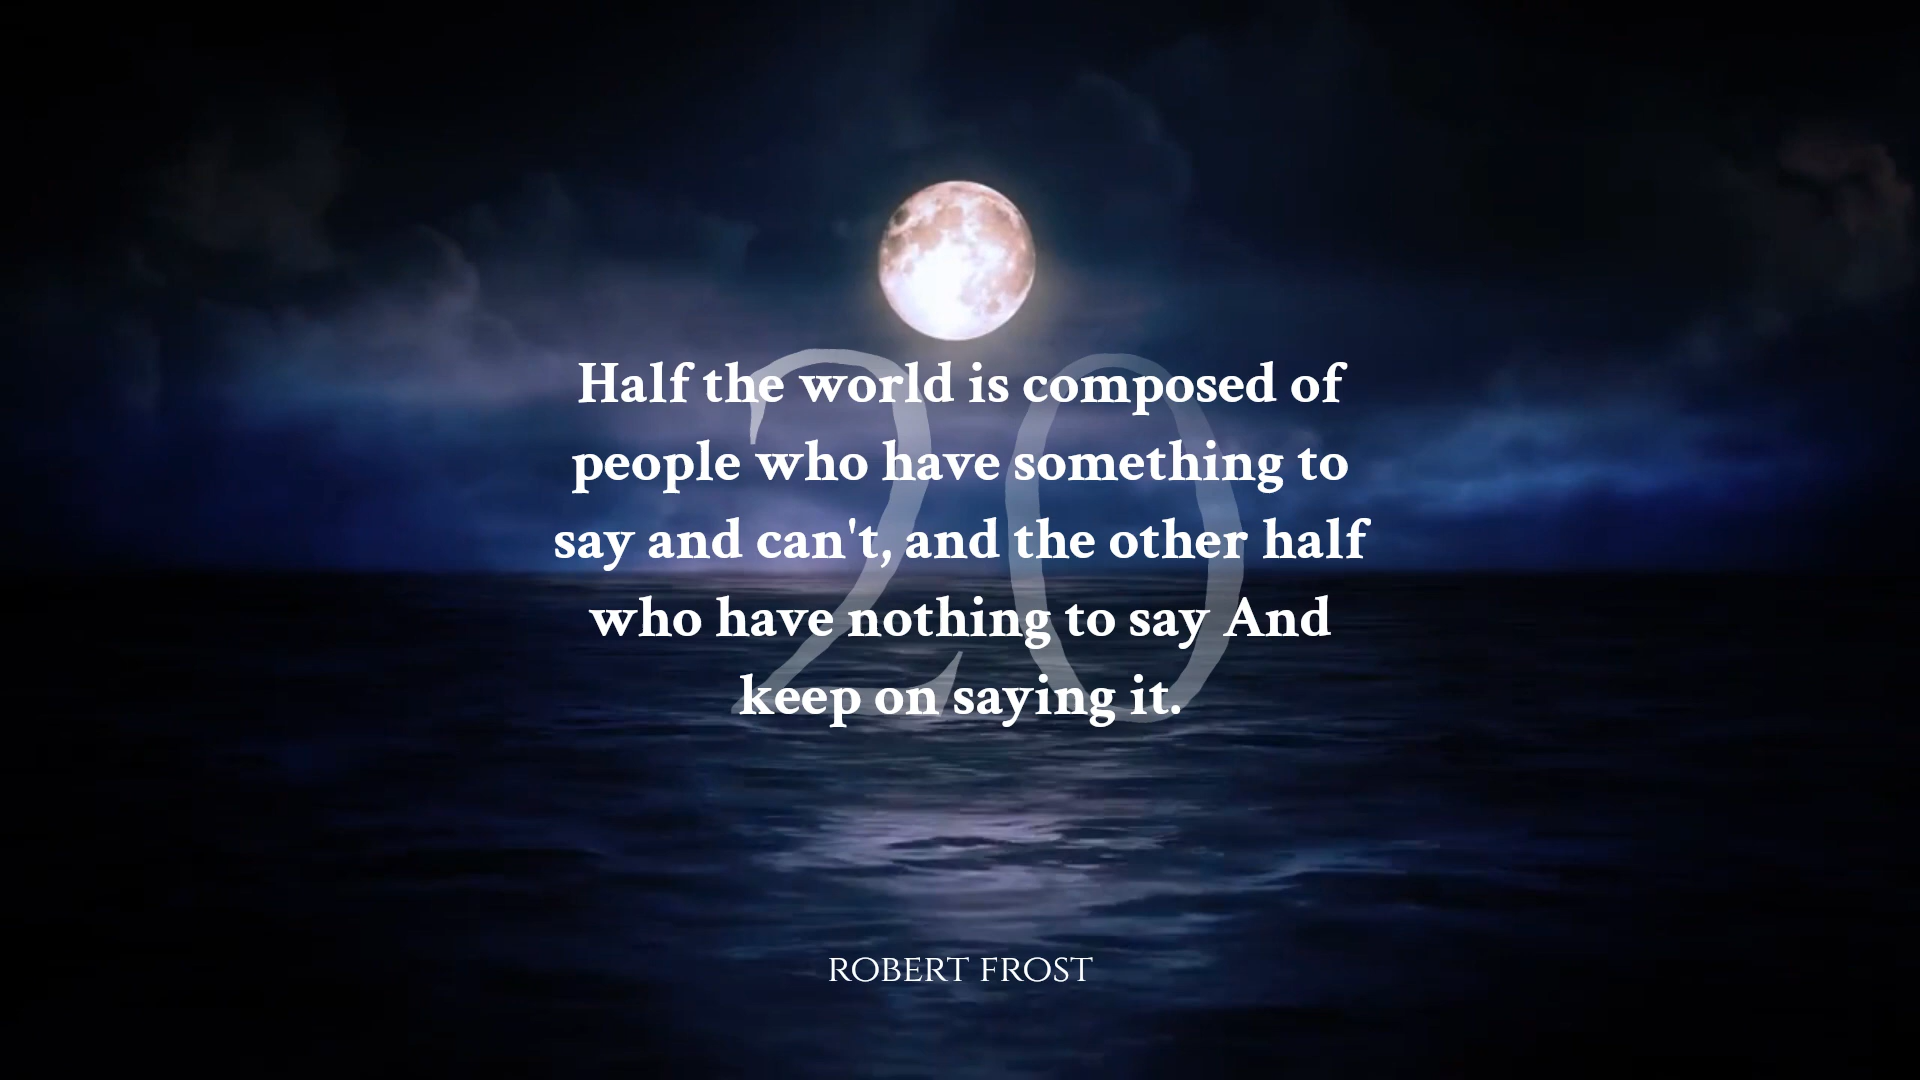 20
Half the world is composed of
people who have something to
say and can't, and the other half
who have nothing to say And
keep on saying it.
ROBERT FROST